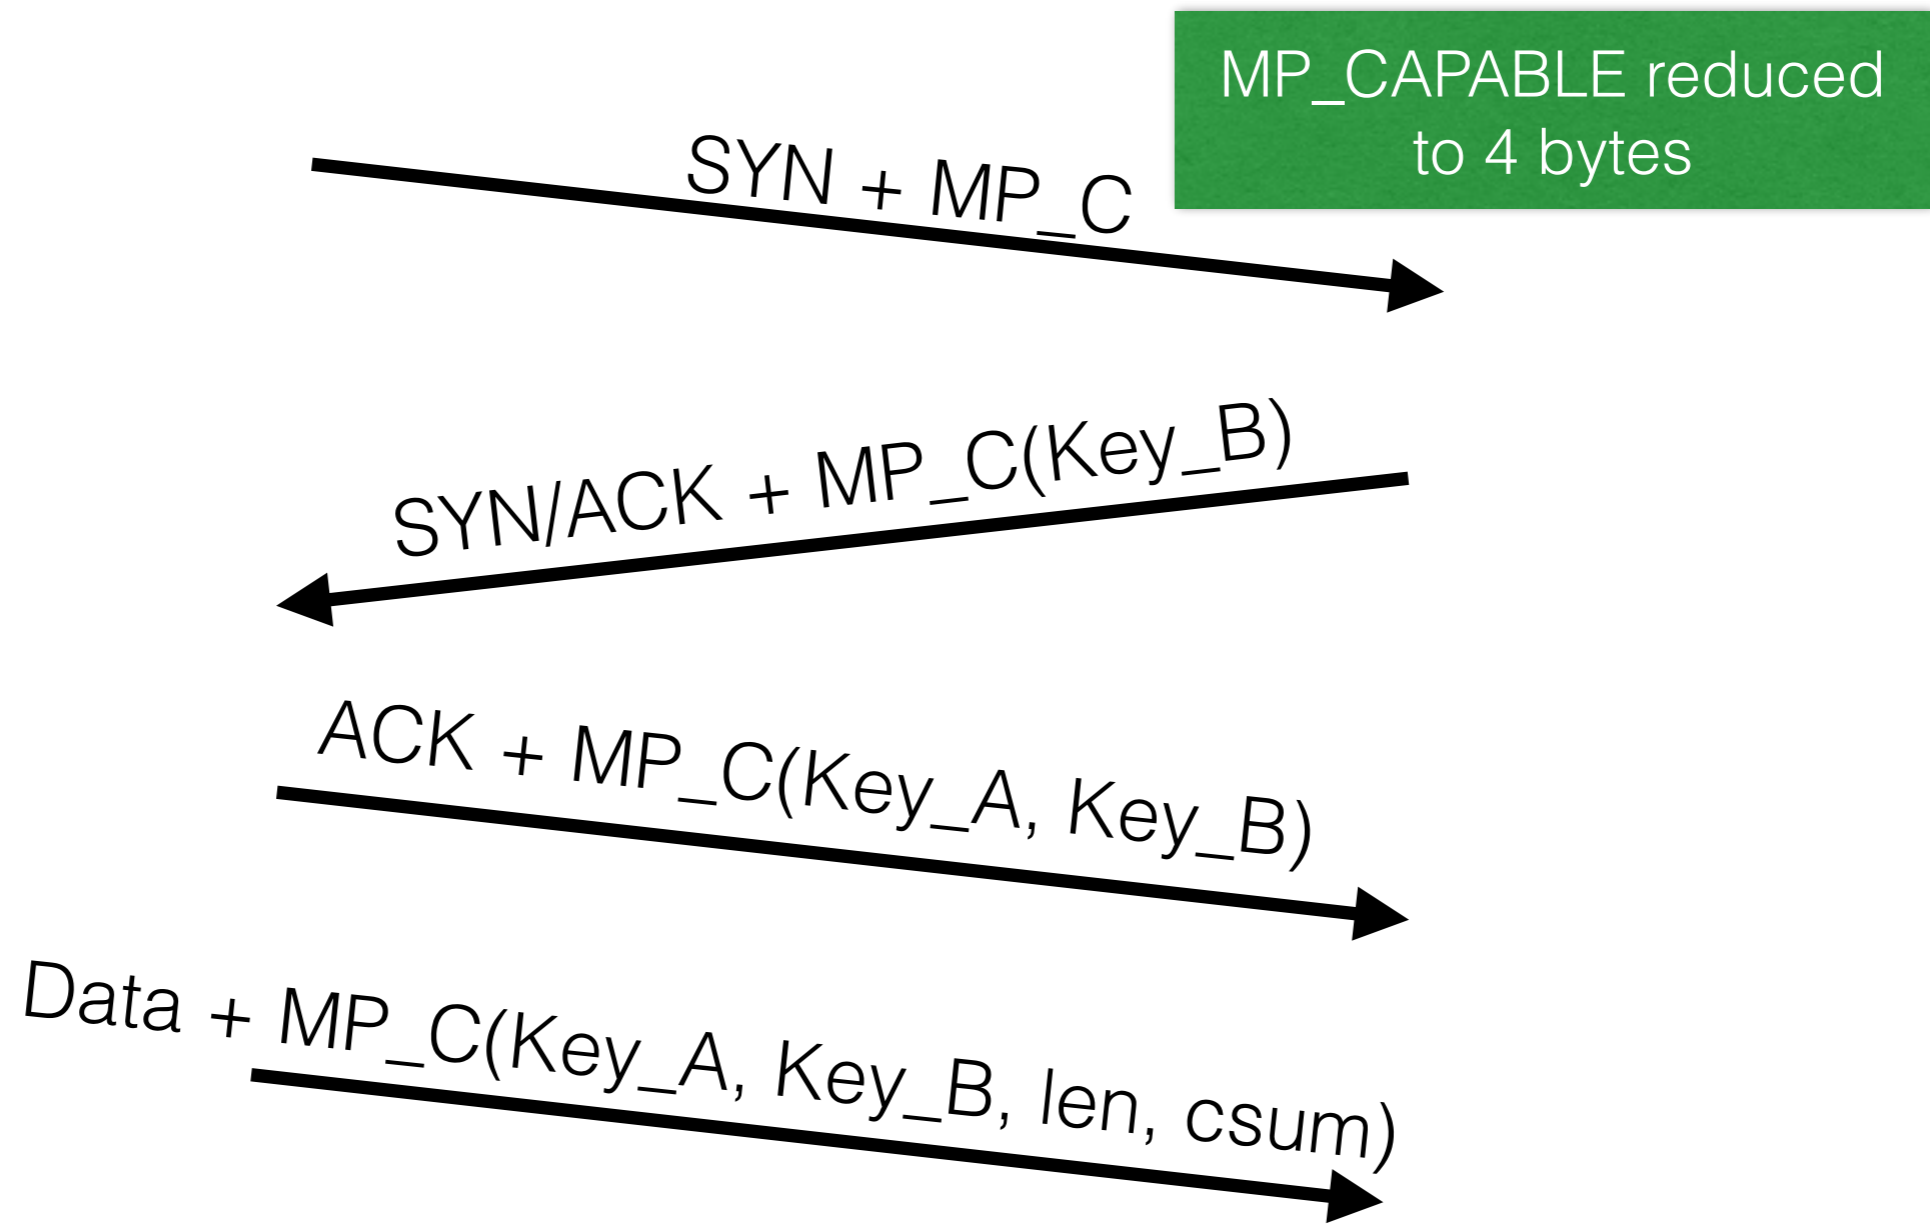 MP_CAPABLE reduced
to 4 bytes
SYN + MP_C
SYN/ACK + MP_C(Key_B)
ACK + MP_C(Key_A, Key_B)
Data + MP_C(Key_A, Key_B, len, csum)